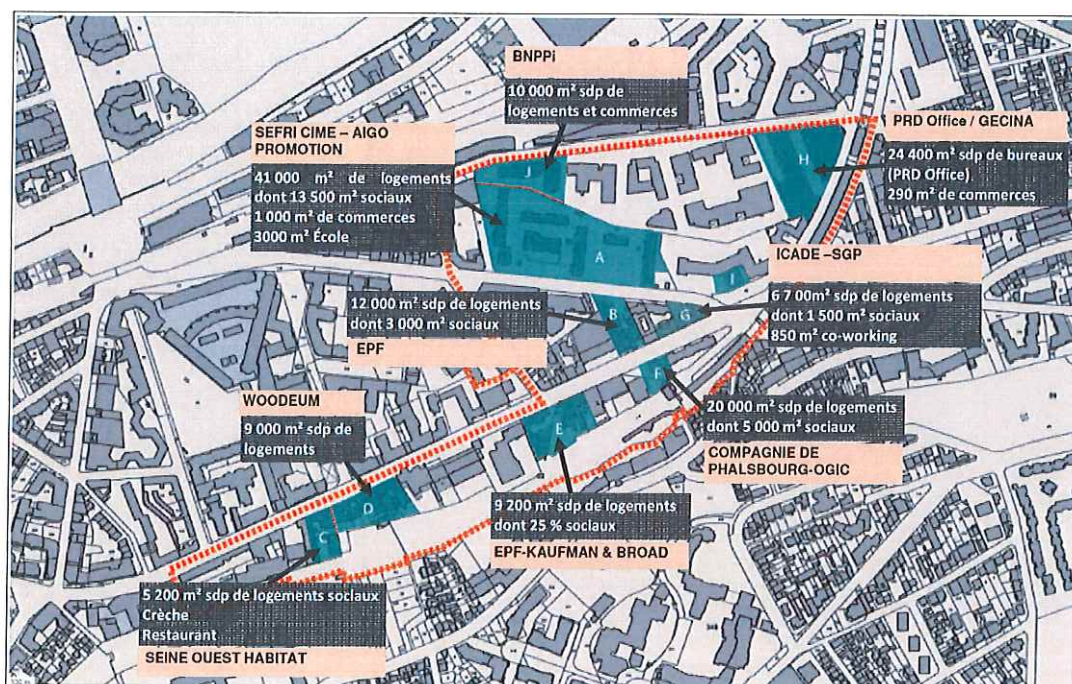 BNPPi
10 000 m² sdp de
logements et commerces
SEFRI CIME – AIGO
PROMOTION
41 000 m² de logements
dont 13 500 m² sociaux
1 000 m² de commerces
3000 m² École
PRD Office / GECINA
24 400 m² sdp de bureaux
(PRD Office)
290 m² de commerces
J
H
A
I
ICADE –SGP
6 7 00m² sdp de logements
dont 1 500 m² sociaux
850 m² co-working
12 000 m² sdp de logements
dont 3 000 m² sociaux
EPF
B
G
F
WOODEUM
9 000 m² sdp de
logements
20 000 m² sdp de logements
dont 5 000 m² sociaux
COMPAGNIE DE
PHALSBOURG-OGIC
E
D
C
9 200 m² sdp de logements
dont 25 % sociaux
EPF-KAUFMAN & BROAD
5 200 m² sdp de logements sociaux
Crèche
Restaurant
SEINE OUEST HABITAT